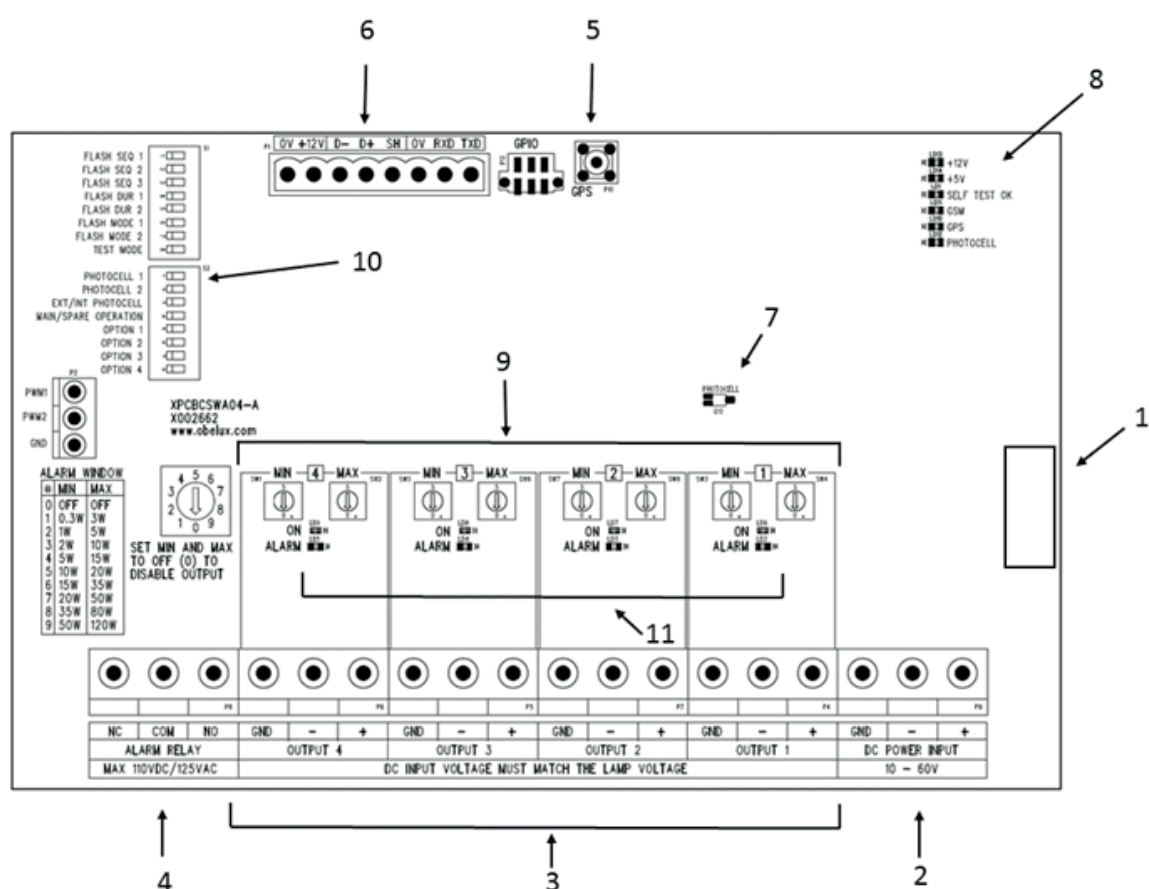 6
5
8
0V +12V D- D+ SH 0V RXD TXD
GPIO
GPS
+12V
+5V
SELF TEST OK
GSM
GPS
PHOTOCELL
FLASH SEQ 1
FLASH SEQ 2
FLASH SEQ 3
FLASH DUR 1
FLASH DUR 2
FLASH MODE 1
FLASH MODE 2
TEST MODE
PHOTOCELL 1
PHOTOCELL 2
EXT/INT PHOTOCELL
MAIN/SPARE OPERATION
OPTION 1
OPTION 2
OPTION 3
OPTION 4
10
7
9
PHOTOCELL
1
PWM1
PWM2
GND
XPCBCSWA04-A
X002662
www.obelux.com
ALARM WINDOW
# MIN MAX
0 OFF OFF
1 0.3W 3W
2 1W 5W
3 2W 10W
4 5W 15W
5 10W 20W
6 15W 35W
7 20W 50W
8 35W 80W
9 50W 120W
0 1 2 3 4 5 6 7 8 9
SET MIN AND MAX
TO OFF (0) TO
DISABLE OUTPUT
MIN 4 MAX
ON
ALARM
MIN 3 MAX
ON
ALARM
MIN 2 MAX
ON
ALARM
MIN 1 MAX
ON
ALARM
11
NC COM NO GND - + GND - + GND - + GND - + GND - +
ALARM RELAY OUTPUT 4 OUTPUT 3 OUTPUT 2 OUTPUT 1 DC POWER INPUT
MAX 110VDC/125VAC DC INPUT VOLTAGE MUST MATCH THE LAMP VOLTAGE 10 - 60V
4
3
2